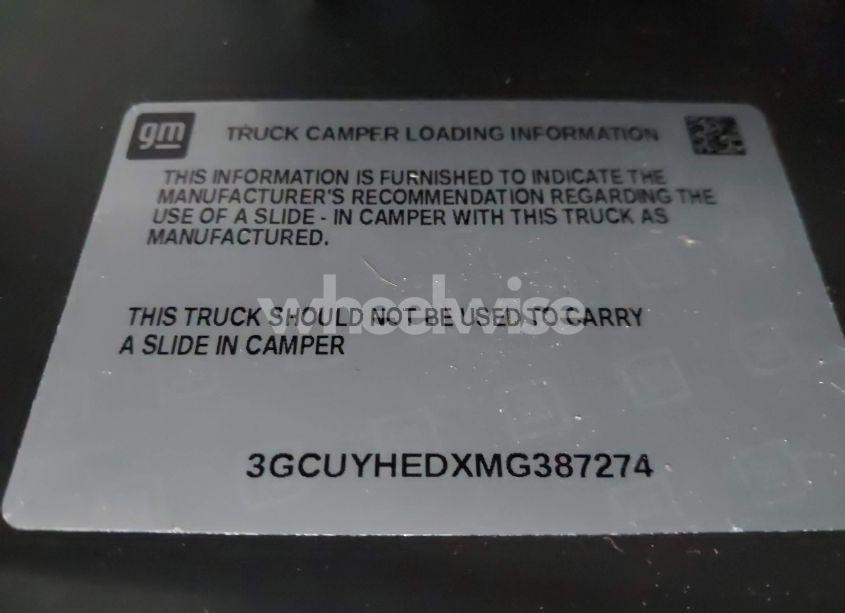 gm
TRUCK CAMPER LOADING INFORMATION
THIS INFORMATION IS FURNISHED TO INDICATE THE
MANUFACTURER'S RECOMMENDATION REGARDING THE
USE OF A SLIDE - IN CAMPER WITH THIS TRUCK AS
MANUFACTURED.
wheelwise
THIS TRUCK SHOULD NOT BE USED TO CARRY
A SLIDE IN CAMPER
3GCUYHEDXMG387274